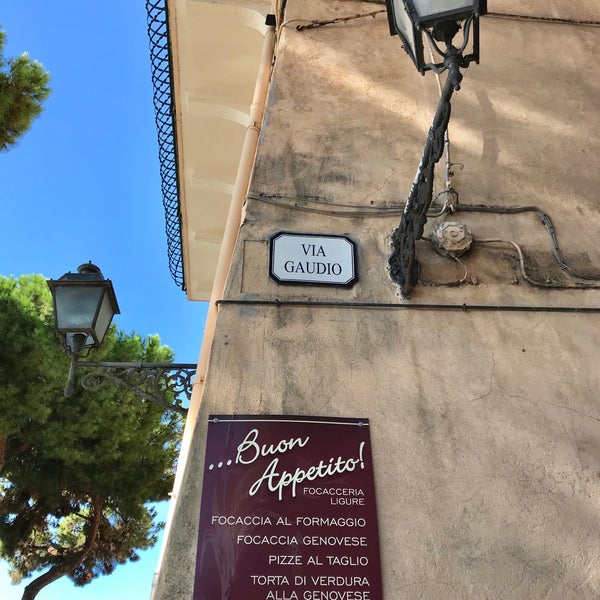 VIA
GAUDIO
...Buon
Appetito!
FOCACCERIA
LIGURE
FOCACCIA AL FORMAGGIO
FOCACCIA GENOVESE
PIZZE AL TAGLIO
TORTA DI VERDURA
ALLA GENOVESE